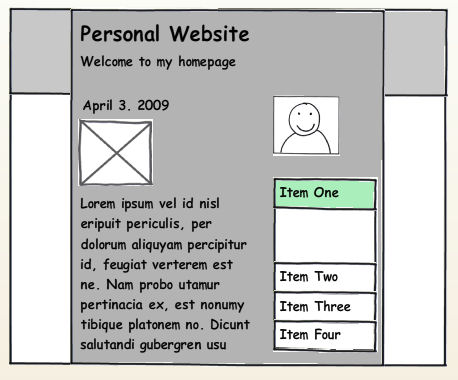 Personal Website
Welcome to my homepage
April 3. 2009
Lorem ipsum vel id nisl
eripuit periculis, per
dolorum aliquyam percipitur
id, feugiat verterem est
ne. Nam probo utamur
pertinacia ex, est nonumy
tibique platonem no. Dicunt
salutandi gubergren usu
Item One
Item Two
Item Three
Item Four